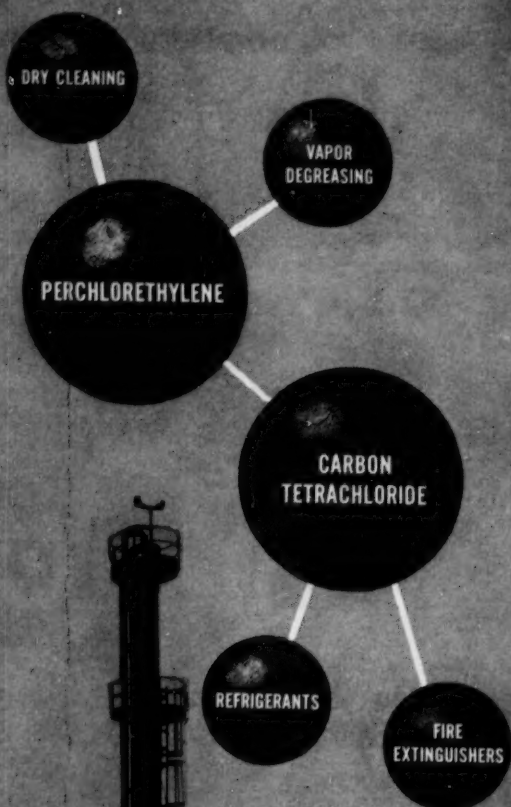 DRY CLEANING
VAPOR
DEGREASING
PERCHLORETHYLENE
CARBON
TETRACHLORIDE
REFRIGERANTS
FIRE
EXTINGUISHERS